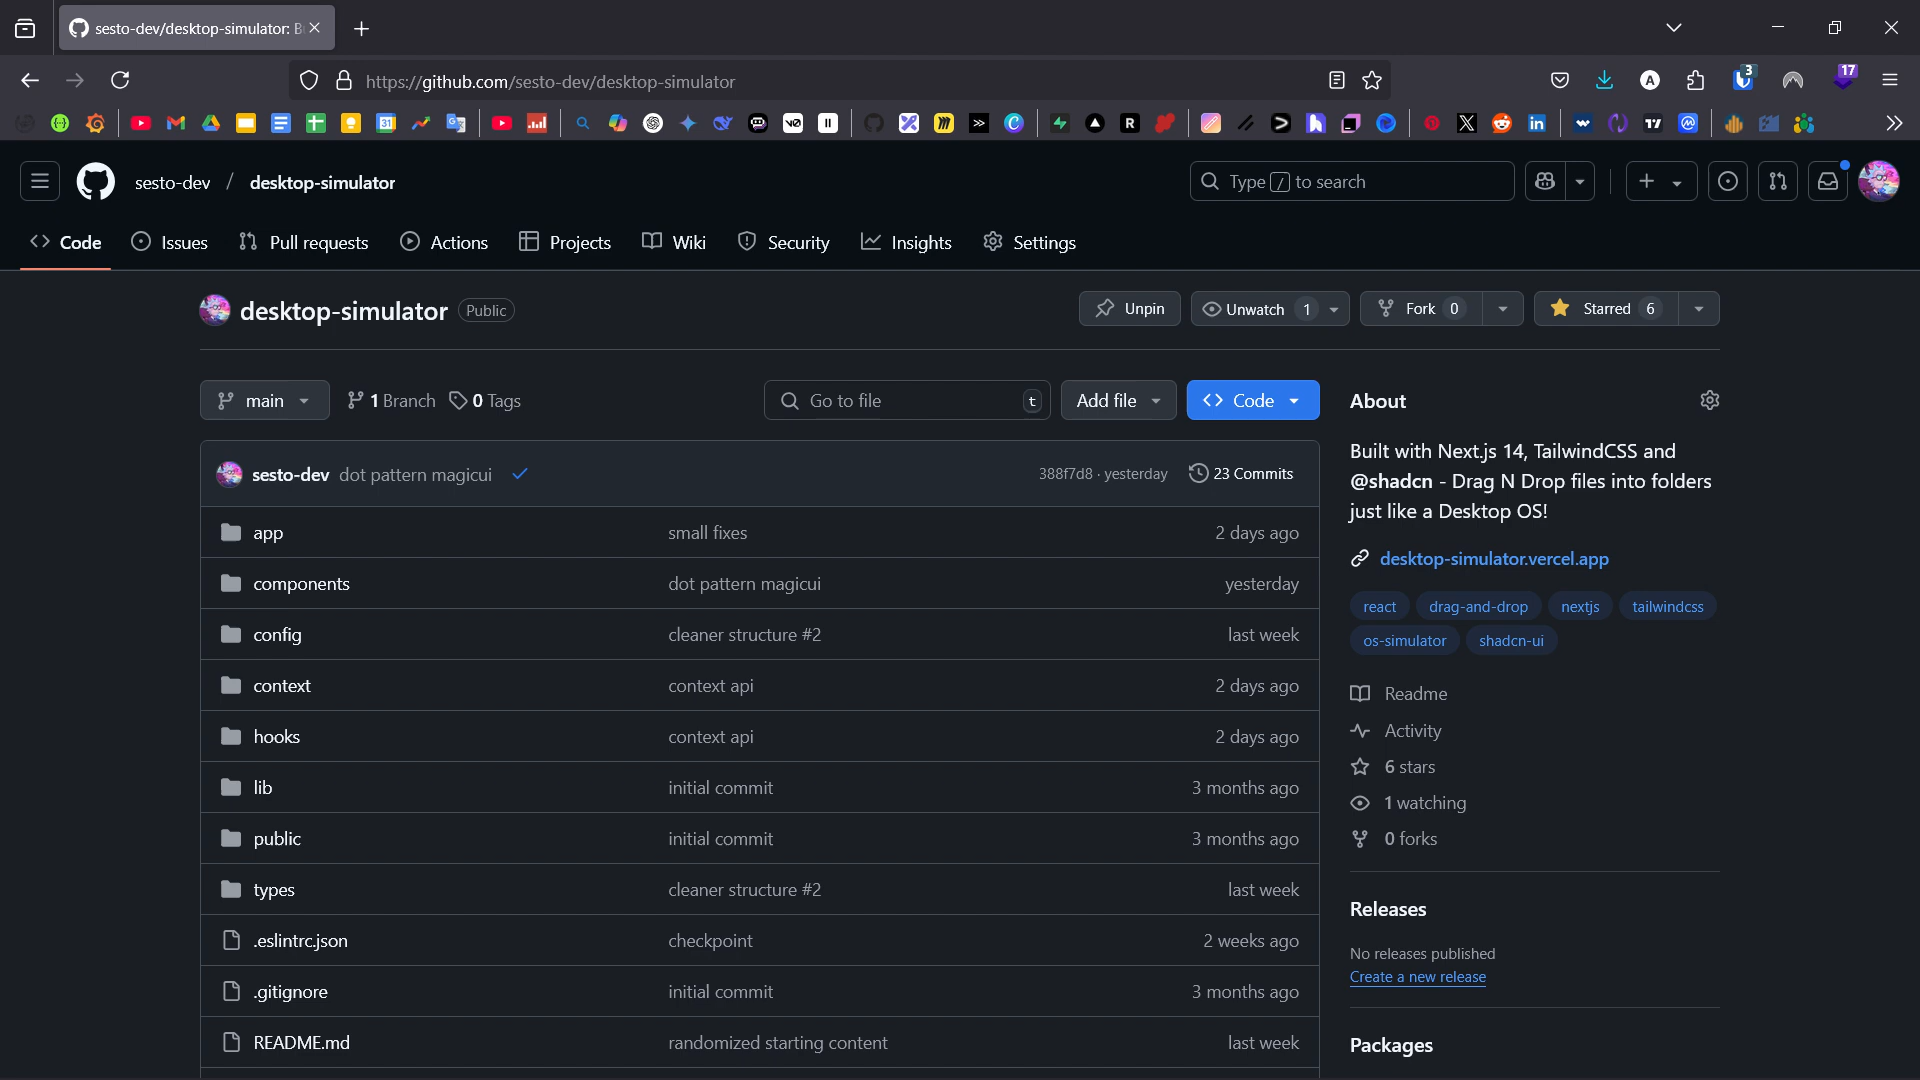 sesto-dev/desktop-simulator: B
https://github.com/sesto-dev/desktop-simulator
A
3
17
31
sesto-dev / desktop-simulator
Type / to search
Code
Issues
Pull requests
Actions
Projects
Wiki
Security
Insights
Settings
desktop-simulator Public
Unpin
Unwatch 1
Fork 0
Starred 6
main
1 Branch
0 Tags
Go to file t
Add file
Code
sesto-dev dot pattern magicui
388f7d8 · yesterday
23 Commits
app small fixes 2 days ago
components dot pattern magicui yesterday
config cleaner structure #2 last week
context context api 2 days ago
hooks context api 2 days ago
lib initial commit 3 months ago
public initial commit 3 months ago
types cleaner structure #2 last week
.eslintrc.json checkpoint 2 weeks ago
.gitignore initial commit 3 months ago
README.md randomized starting content last week
About
Built with Next.js 14, TailwindCSS and
@shadcn - Drag N Drop files into folders
just like a Desktop OS!
desktop-simulator.vercel.app
react drag-and-drop nextjs tailwindcss
os-simulator shadcn-ui
Readme
Activity
6 stars
1 watching
0 forks
Releases
No releases published
Create a new release
Packages